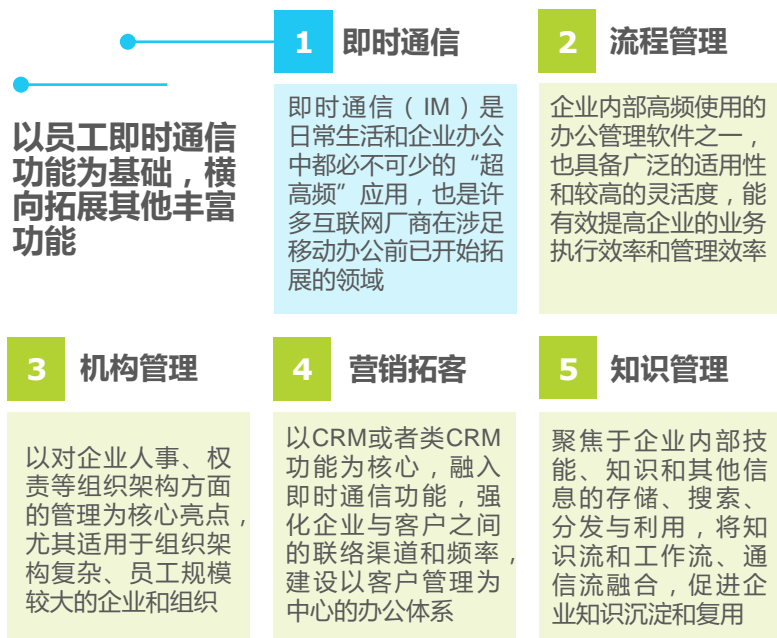 以员工即时通信
功能为基础，横
向拓展其他丰富
功能
1 即时通信
即时通信（IM）是
日常生活和企业办公
中都必不可少的“超
高频”应用，也是许
多互联网厂商在涉足
移动办公前已开始拓
展的领域
2 流程管理
企业内部高频使用的
办公管理软件之一，
也具备广泛的适用性
和较高的灵活度，能
有效提高企业的业务
执行效率和管理效率
3 机构管理
以对企业人事、权
责等组织架构方面
的管理为核心亮点，
尤其适用于组织架
构复杂、员工规模
较大的企业和组织
4 营销拓客
以CRM或者类CRM
功能为核心，融入
即时通信功能，强
化企业与客户之间
的联络渠道和频率，
建设以客户管理为
中心的办公体系
5 知识管理
聚焦于企业内部技
能、知识和其他信
息的存储、搜索、
分发与利用，将知
识流和工作流、通
信流融合，促进企
业知识沉淀和复用